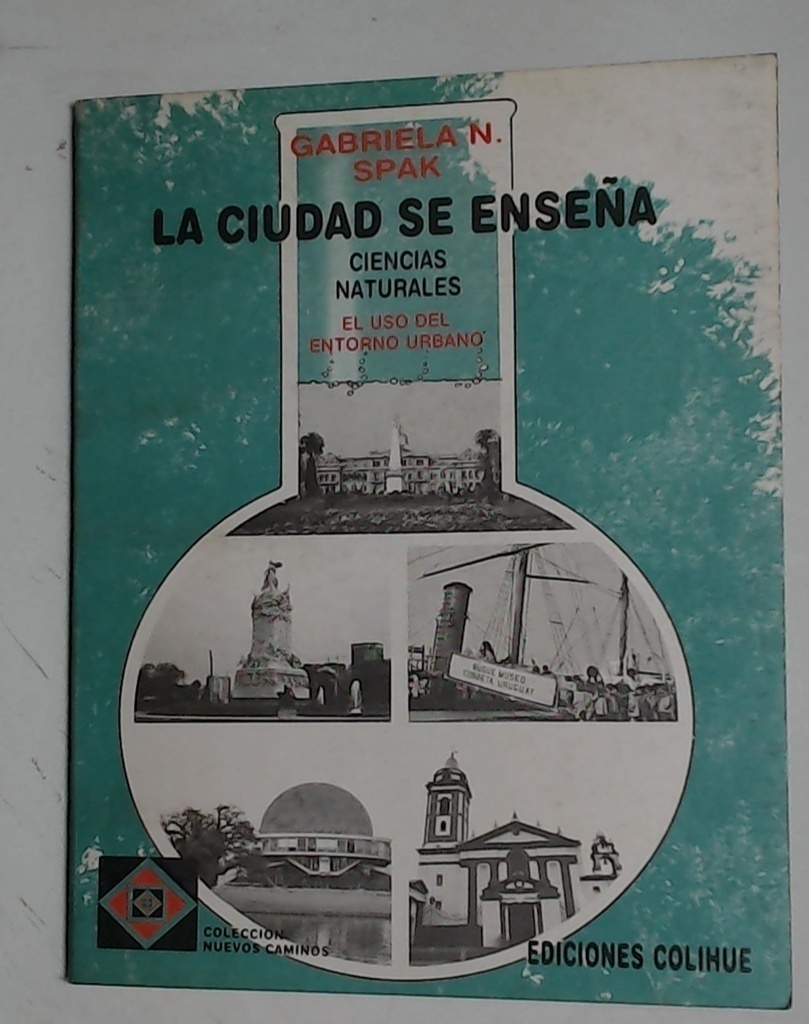 GABRIELA N.
SPAK
LA CIUDAD SE ENSEÑA
CIENCIAS
NATURALES
EL USO DEL
ENTORNO URBANO
BUQUE MUSEO
CORBETA URUGUAY
COLECCION
NUEVOS CAMINOS
EDICIONES COLIHUE